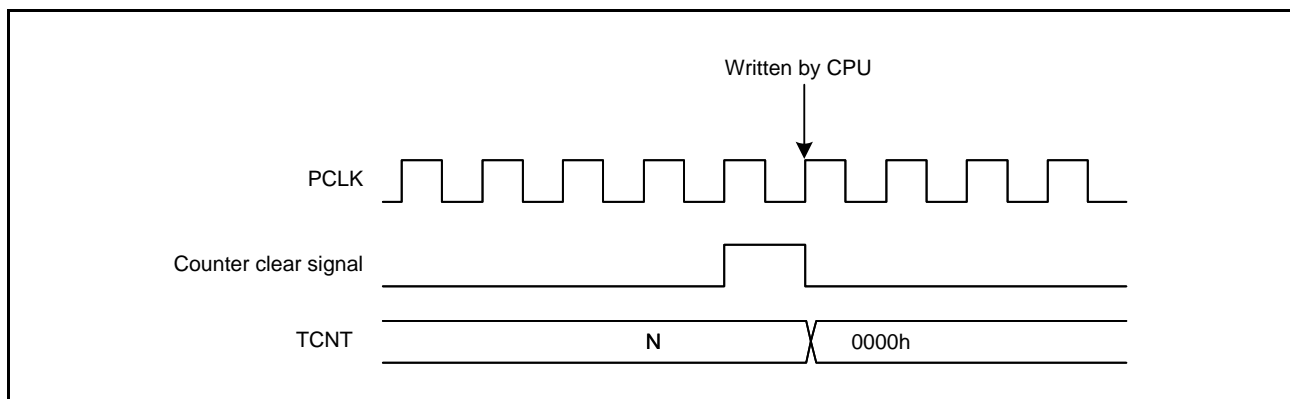 Written by CPU
PCLK
Counter clear signal
TCNT N 0000h